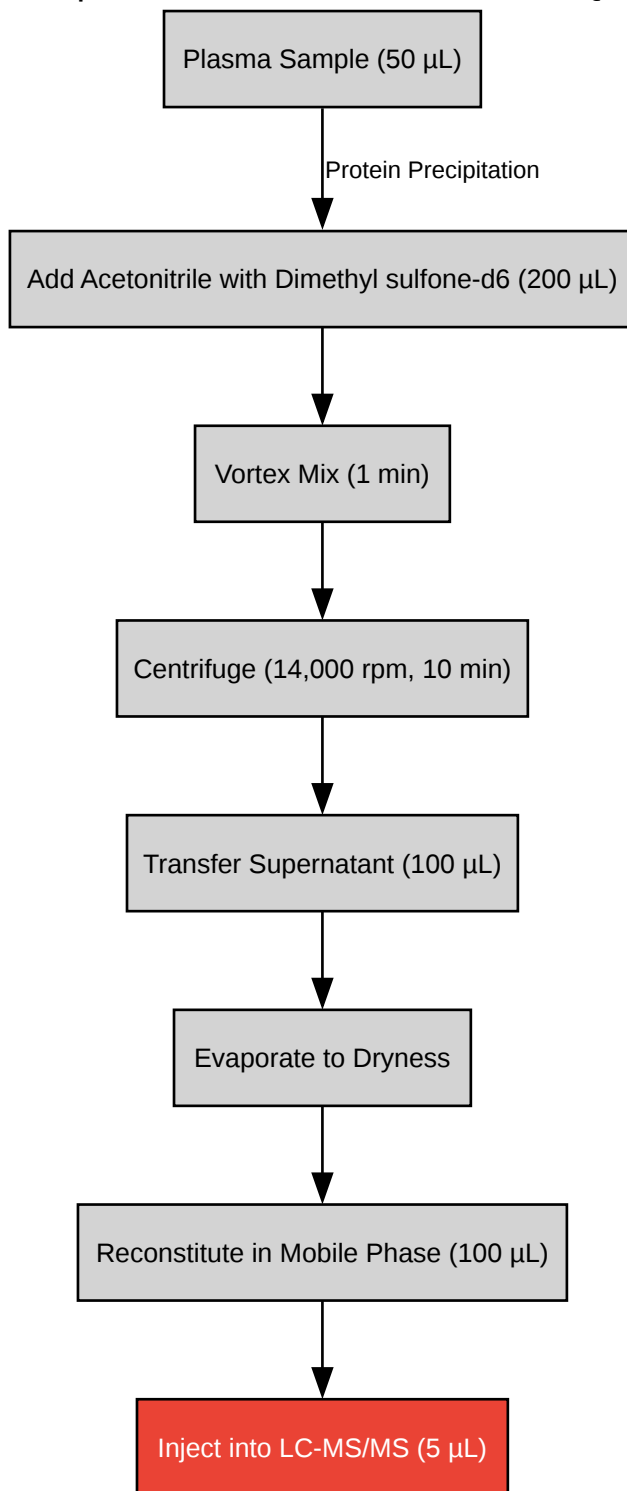 Plasma Sample (50 µL)
Protein Precipitation
Add Acetonitrile with Dimethyl sulfone-d6 (200 µL)
Vortex Mix (1 min)
Centrifuge (14,000 rpm, 10 min)
Transfer Supernatant (100 µL)
Evaporate to Dryness
Reconstitute in Mobile Phase (100 µL)
Inject into LC-MS/MS (5 µL)